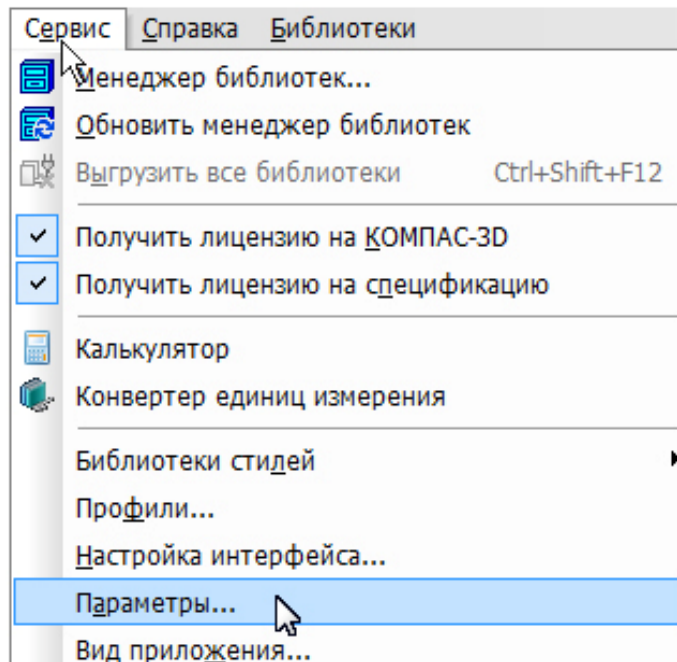 Сервис Справка Библиотеки
Менеджер библиотек...
Обновить менеджер библиотек
Выгрузить все библиотеки Ctrl+Shift+F12
Получить лицензию на КОМПАС-3D
Получить лицензию на спецификацию
Калькулятор
Конвертер единиц измерения
Библиотеки стилей
Профили...
Настройка интерфейса...
Параметры...
Вид приложения...